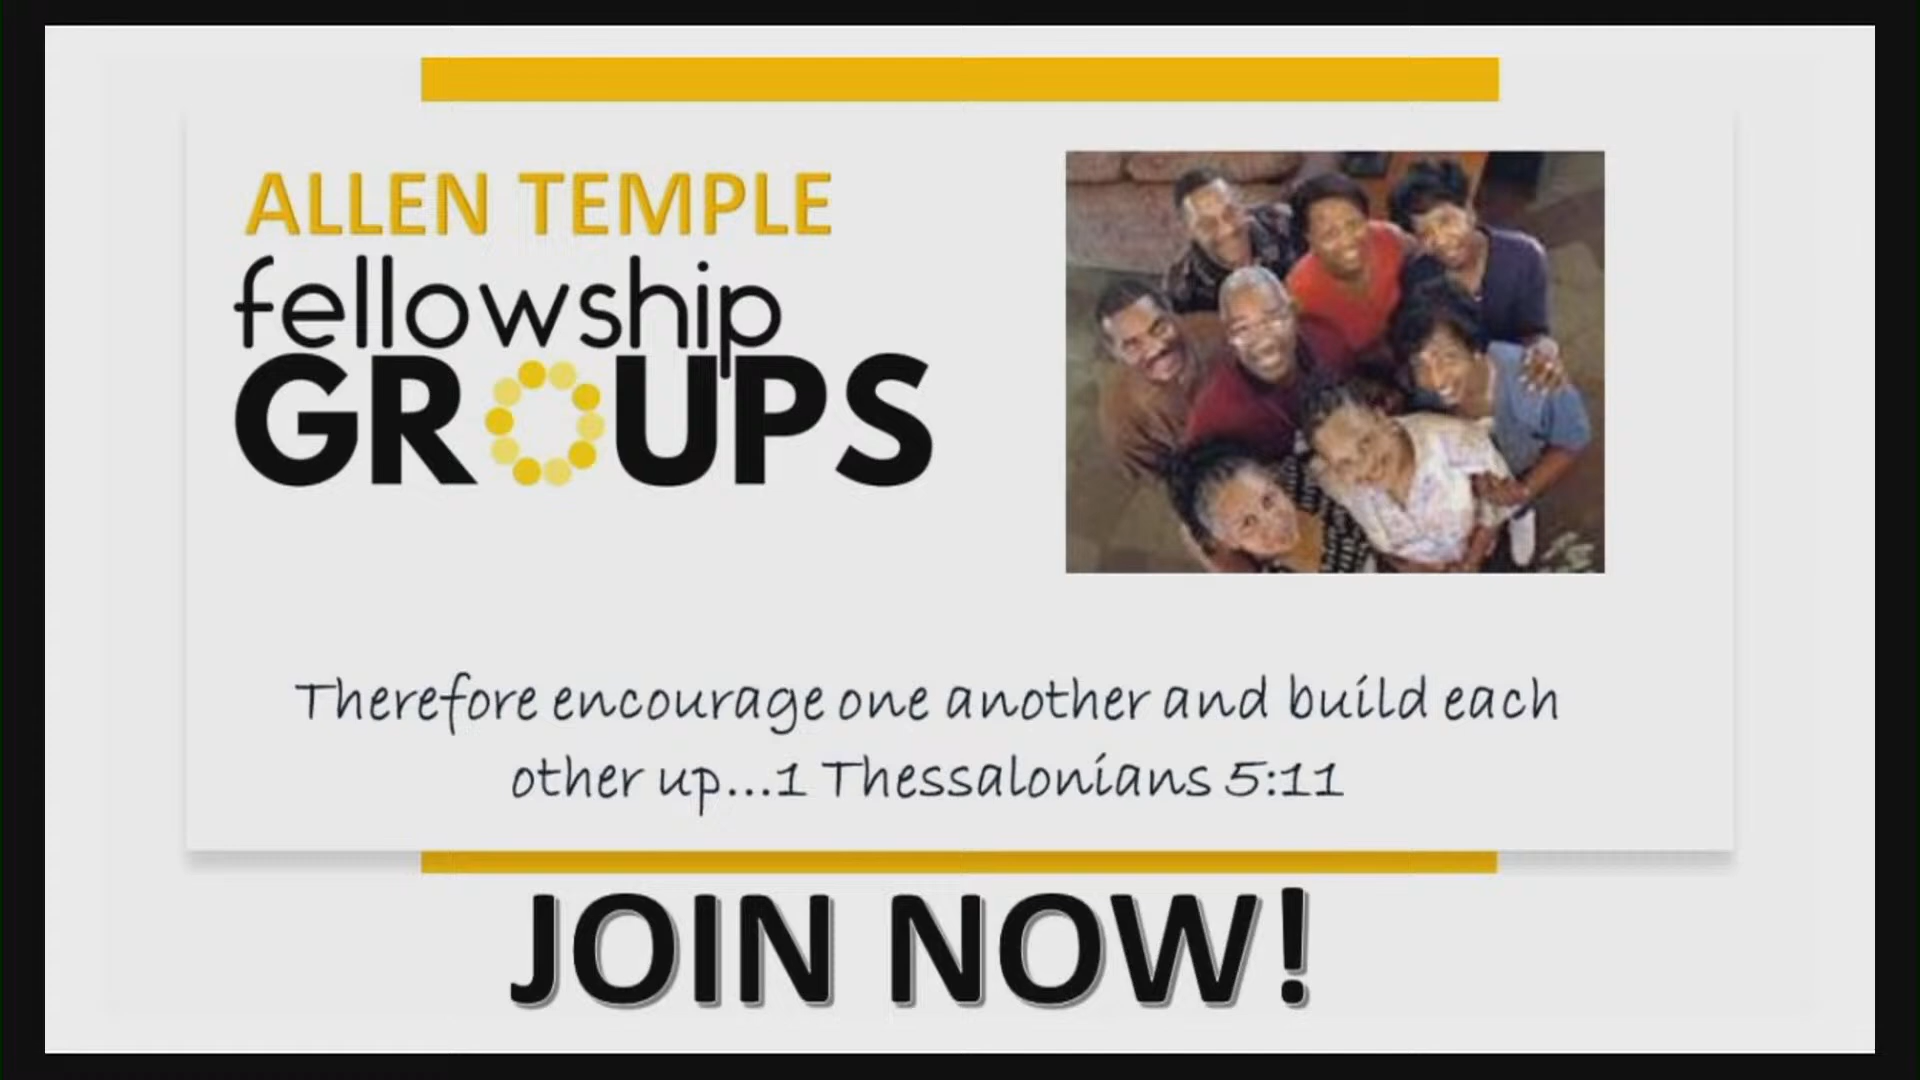 ALLEN TEMPLE
fellowship
GROUPS
Therefore encourage one another and build each
other up...1 Thessalonians 5:11
JOIN NOW!